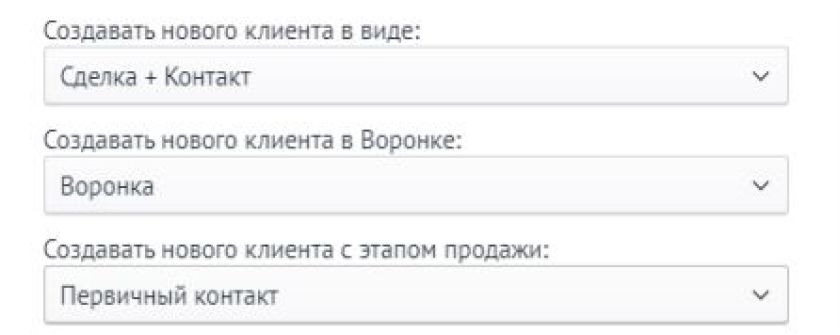 Создавать нового клиента в виде:
Сделка + Контакт
Создавать нового клиента в Воронке:
Воронка
Создавать нового клиента с этапом продажи:
Первичный контакт